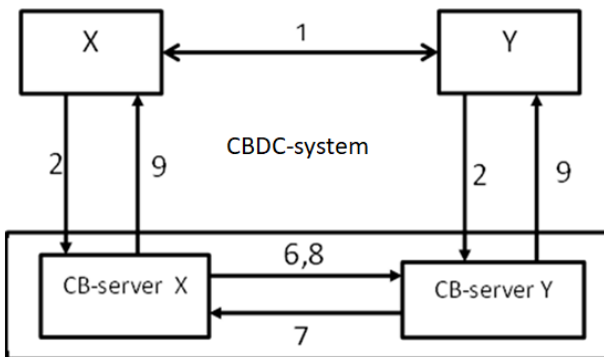 X
1
Y
2
9
CBDC-system
2
9
CB-server X
6,8
CB-server Y
7